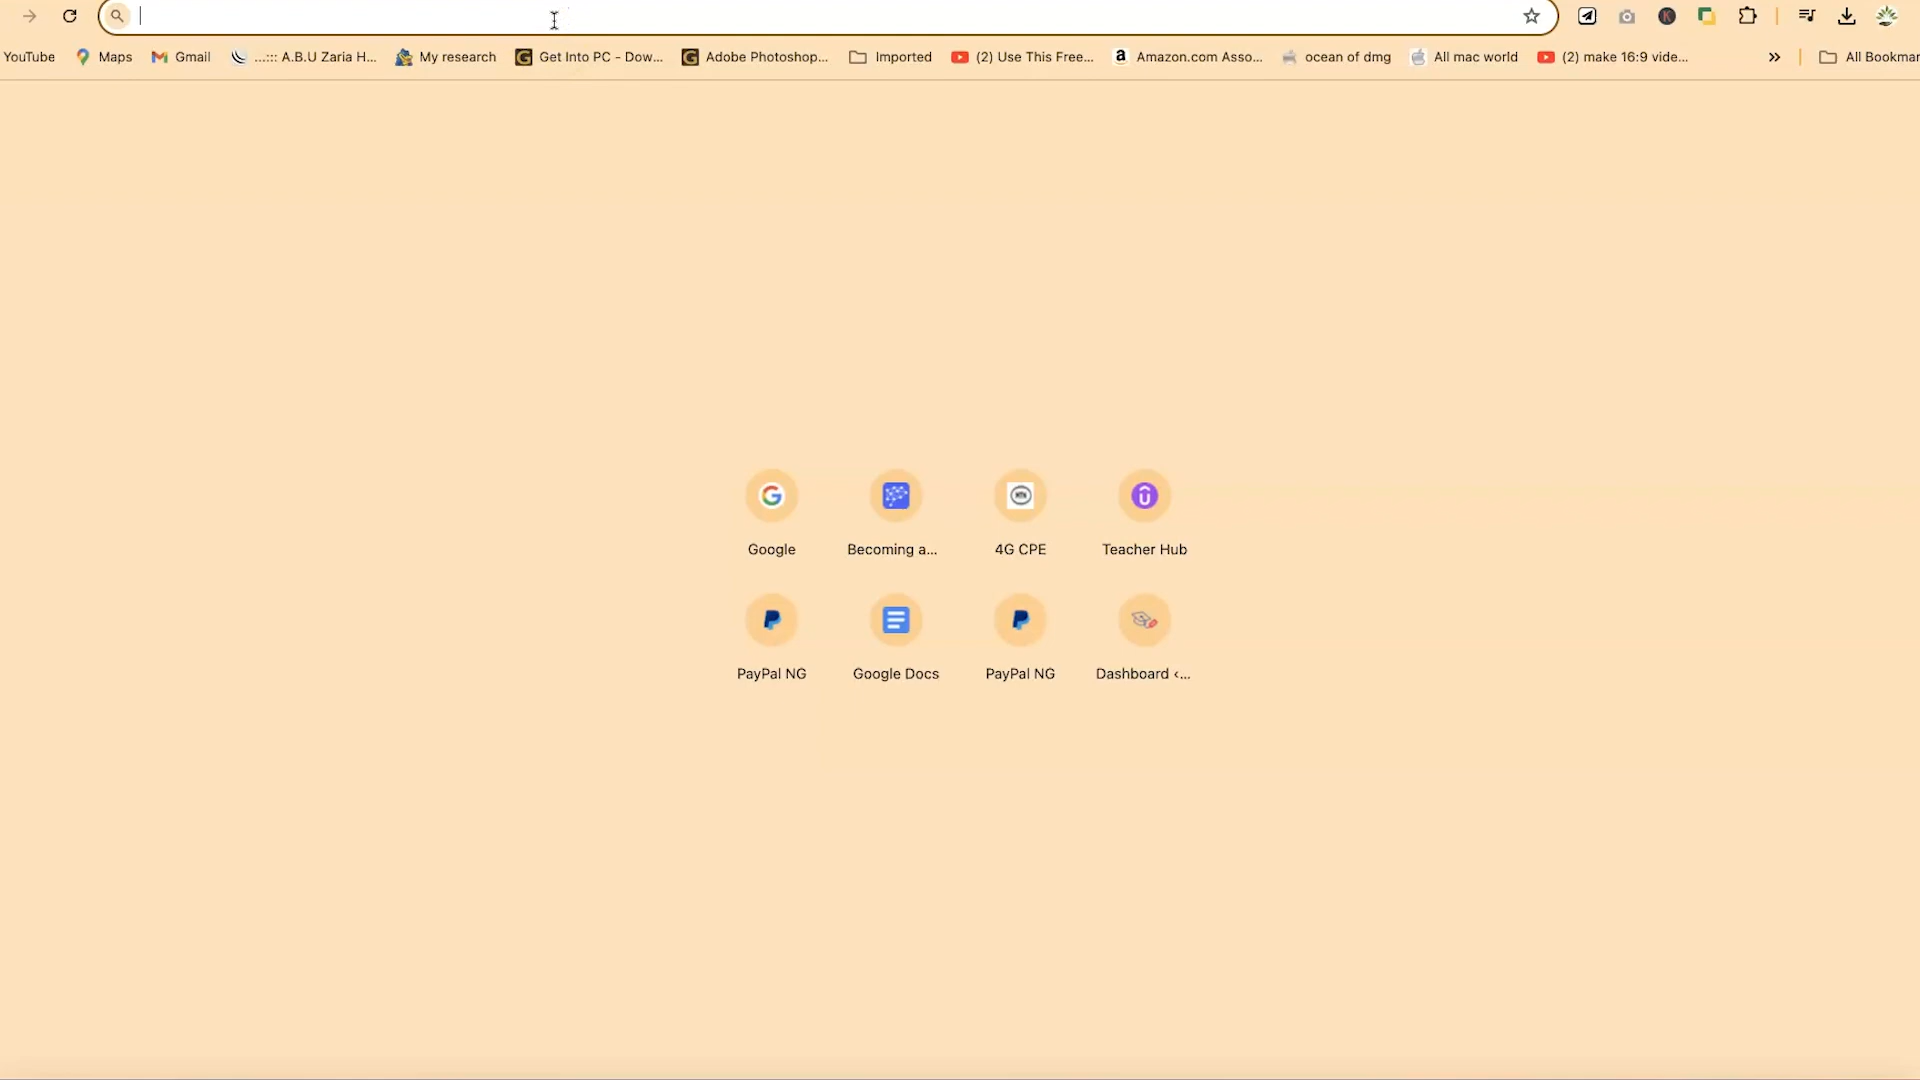 YouTube Maps Gmail ...::: A.B.U Zaria H... My research Get Into PC - Dow... Adobe Photoshop... Imported (2) Use This Free... Amazon.com Asso... ocean of dmg All mac world (2) make 16:9 vide... » All Bookmar
Google Becoming a... 4G CPE Teacher Hub
PayPal NG Google Docs PayPal NG Dashboard ‹...